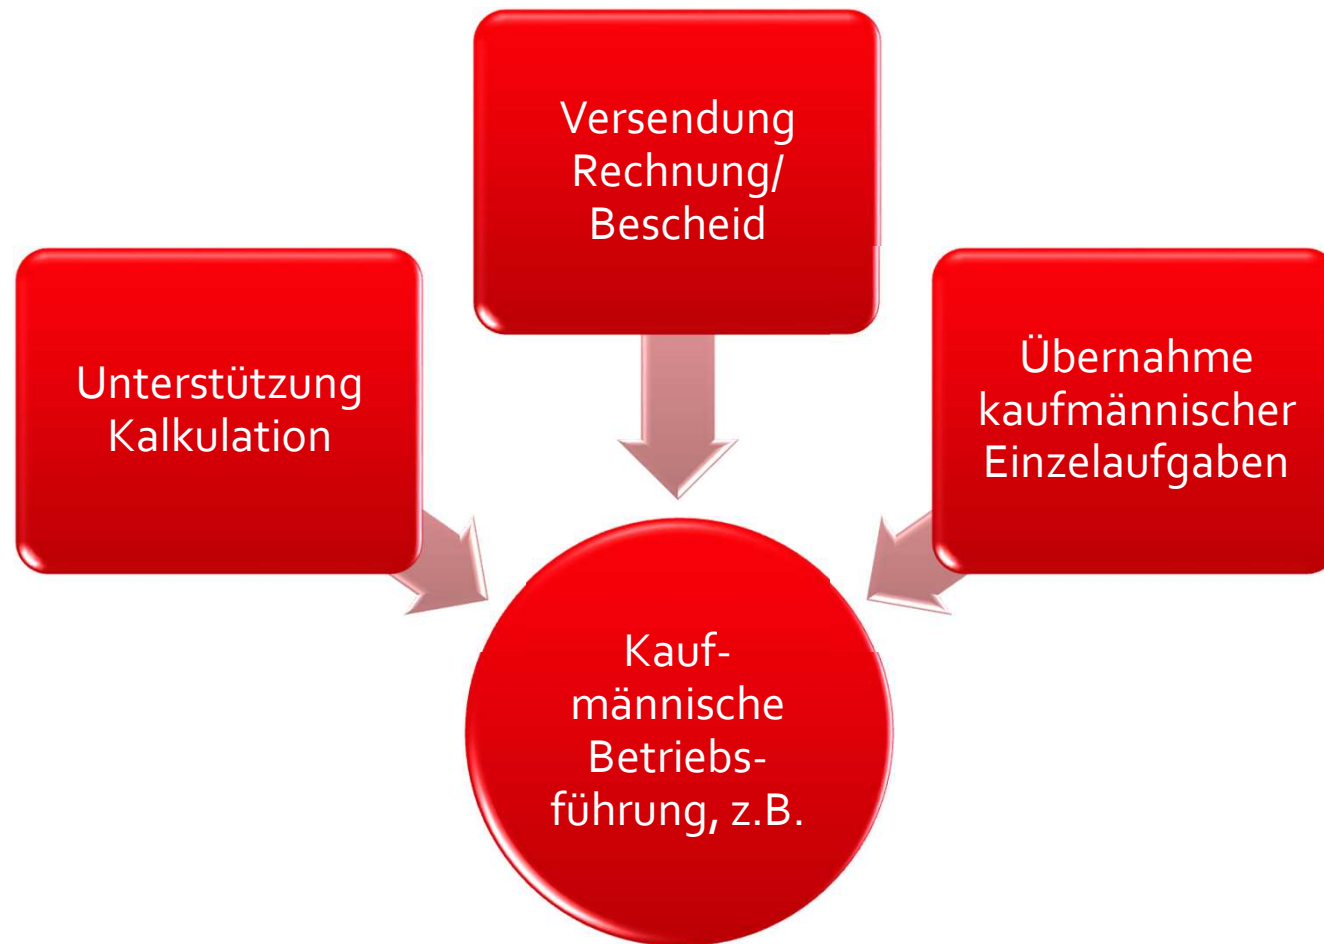 Versendung
Rechnung/
Bescheid
Unterstützung
Kalkulation
Übernahme
kaufmännischer
Einzelaufgaben
Kauf-
männische
Betriebs-
führung, z.B.